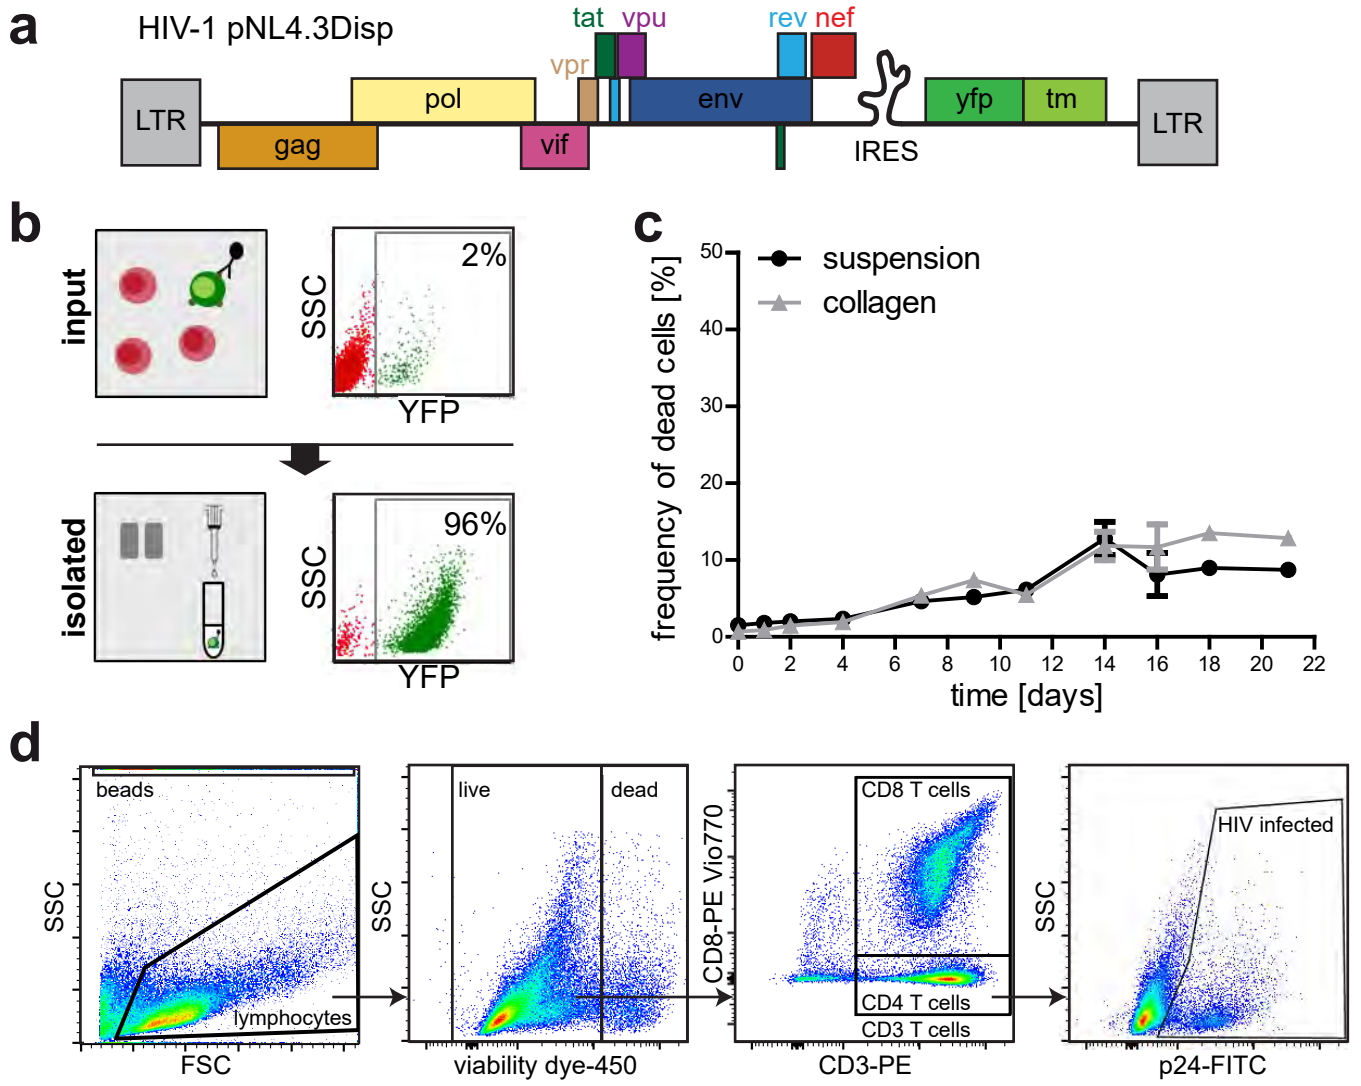 a
HIV-1 pNL4.3Disp
tat vpu rev nef
vpr
LTR pol env yfp tm LTR
gag vif IRES
b
input
SSC
2%
YFP
isolated
SSC
96%
YFP
c
suspension
collagen
frequency of dead cells [%]
50
40
30
20
10
0
0 2 4 6 8 10 12 14 16 18 20 22
time [days]
d
beads
lymphocytes
SSC
FSC
live dead
SSC
viability dye-450
CD8 T cells
CD4 T cells
CD3 T cells
CD8-PE Vio770
CD3-PE
HIV infected
SSC
p24-FITC